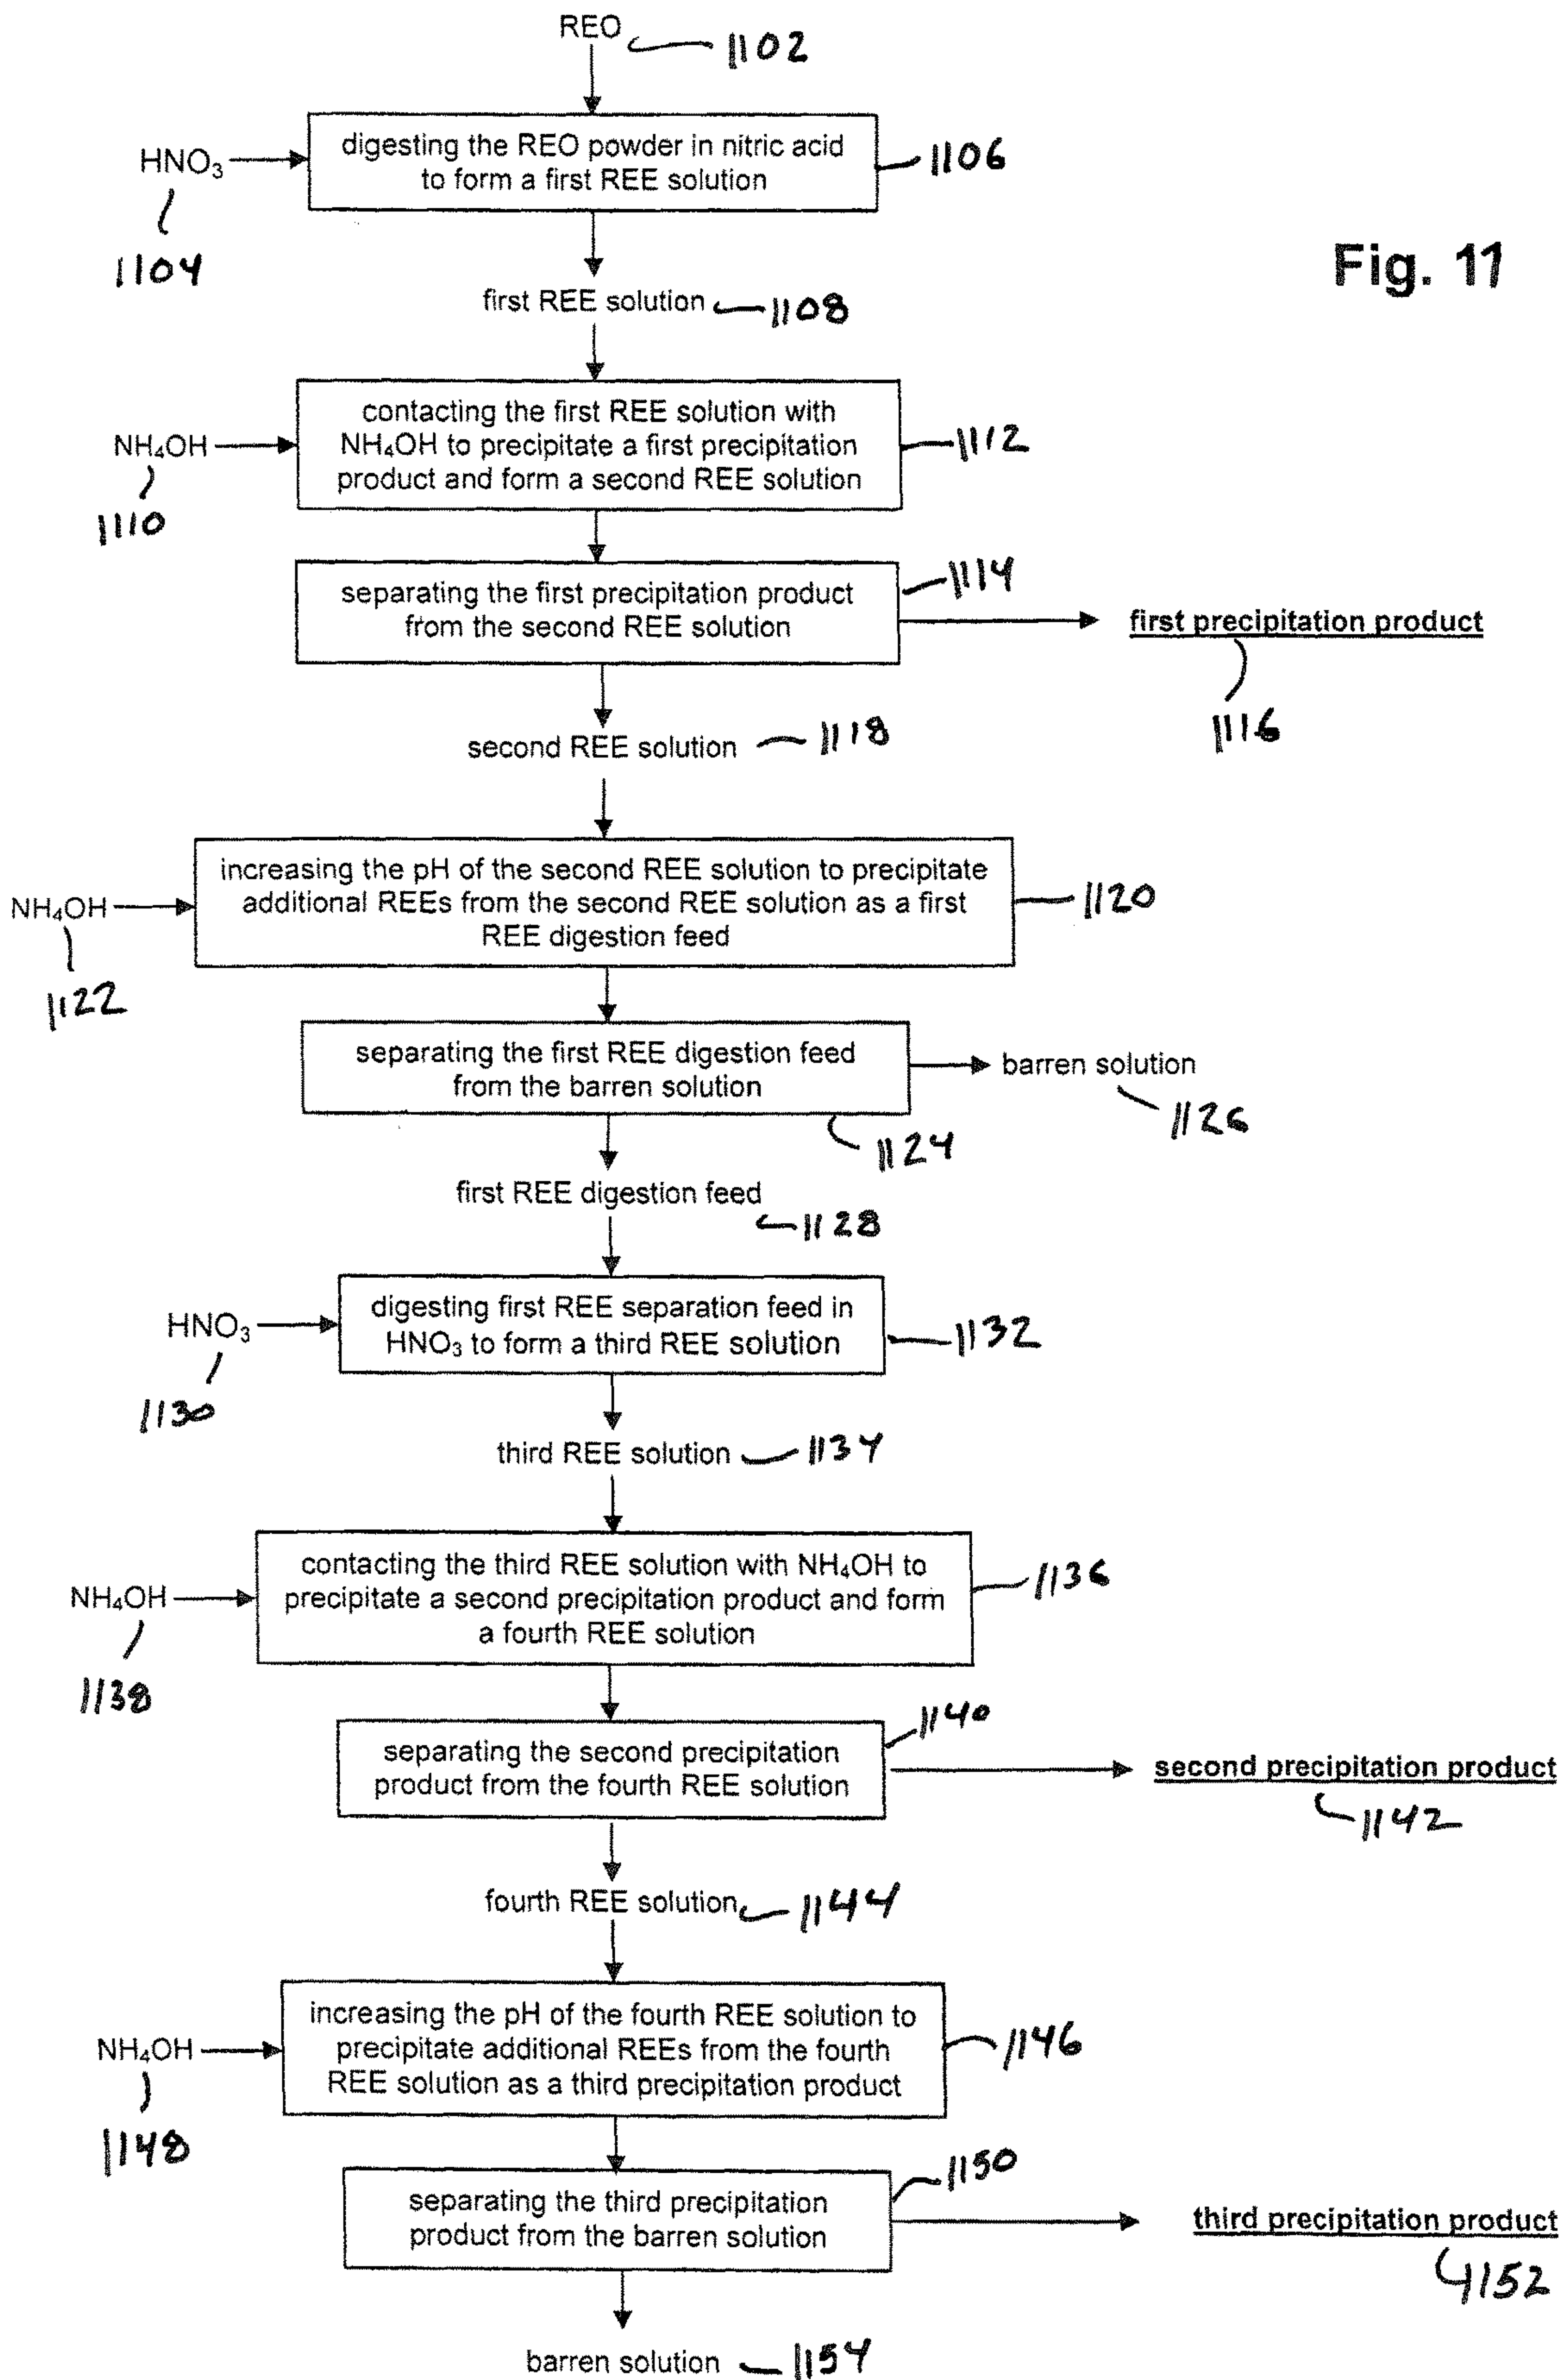 REO
1102
HNO₃
1104
digesting the REO powder in nitric acid
to form a first REE solution
1106
Fig. 11
first REE solution
1108
NH₄OH
1110
contacting the first REE solution with
NH₄OH to precipitate a first precipitation
product and form a second REE solution
1112
separating the first precipitation product
from the second REE solution
1114
first precipitation product
1116
second REE solution
1118
NH₄OH
1122
increasing the pH of the second REE solution to precipitate
additional REEs from the second REE solution as a first
REE digestion feed
1120
separating the first REE digestion feed
from the barren solution
1124
barren solution
1126
first REE digestion feed
1128
HNO₃
1130
digesting first REE separation feed in
HNO₃ to form a third REE solution
1132
third REE solution
1134
NH₄OH
1138
contacting the third REE solution with NH₄OH to
precipitate a second precipitation product and form
a fourth REE solution
1136
separating the second precipitation
product from the fourth REE solution
1140
second precipitation product
1142
fourth REE solution
1144
NH₄OH
1148
increasing the pH of the fourth REE solution to
precipitate additional REEs from the fourth
REE solution as a third precipitation product
1146
separating the third precipitation
product from the barren solution
1150
third precipitation product
1152
barren solution
1154